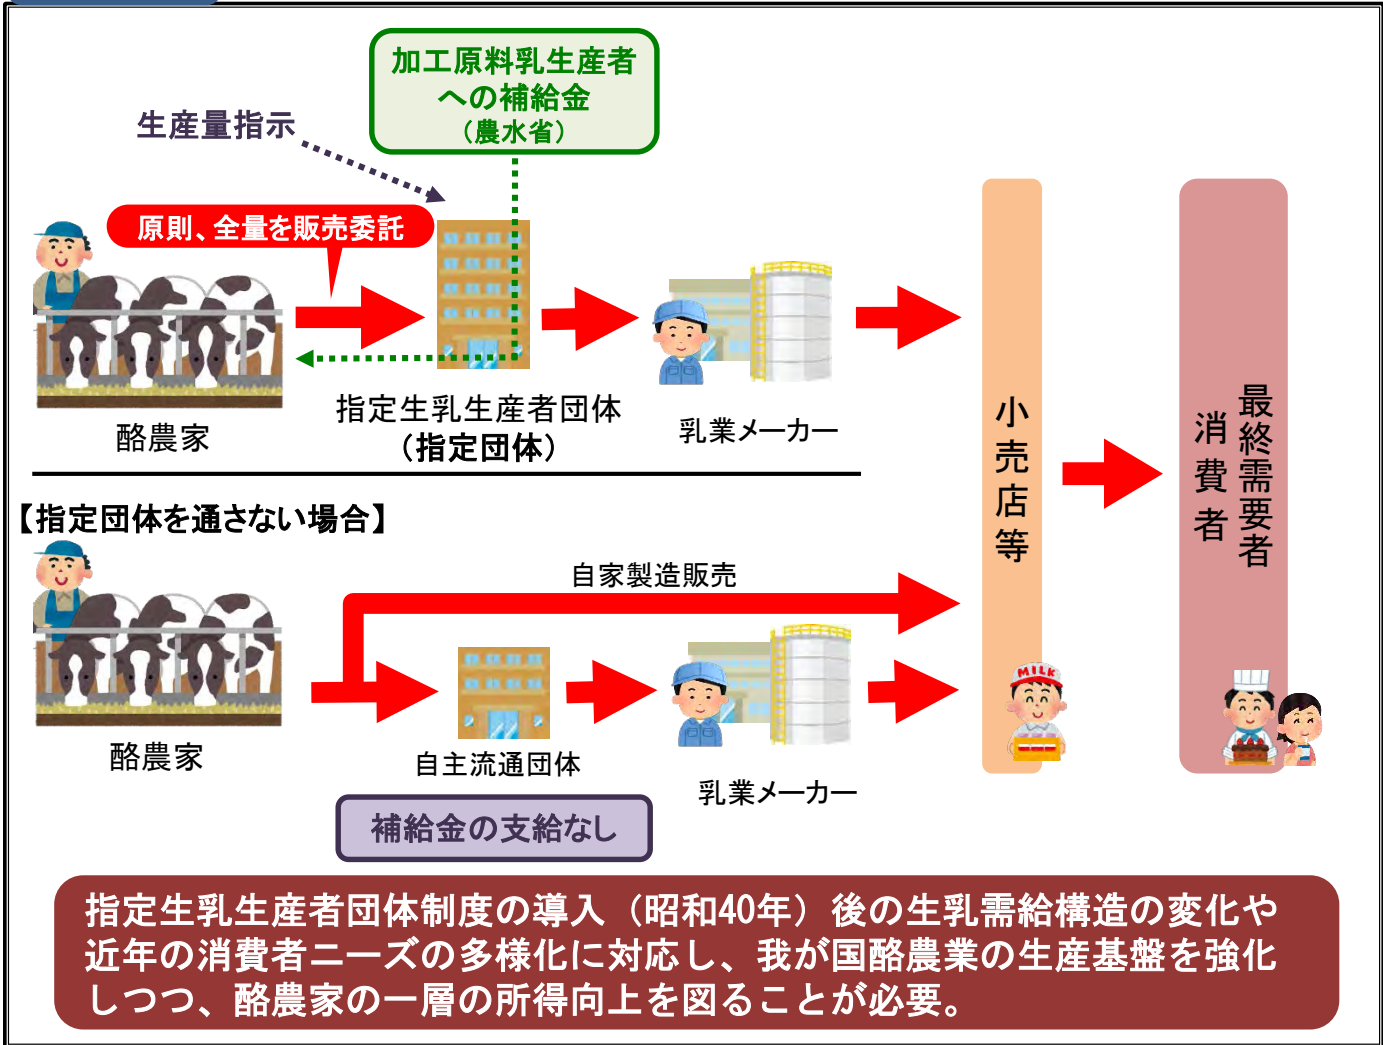 加工原料乳生産者
への補給金
（農水省）
生産量指示
原則、全量を販売委託
酪農家
指定生乳生産者団体
（指定団体）
乳業メーカー
【指定団体を通さない場合】
自家製造販売
酪農家
自主流通団体
乳業メーカー
補給金の支給なし
小売店等
最終需要者
消費者
MILK
指定生乳生産者団体制度の導入（昭和40年）後の生乳需給構造の変化や
近年の消費者ニーズの多様化に対応し、我が国酪農業の生産基盤を強化
しつつ、酪農家の一層の所得向上を図ることが必要。